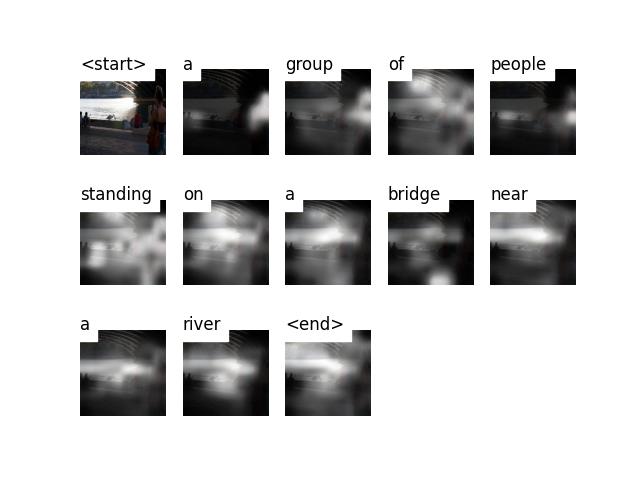 <start> a group of people
standing on a bridge near
a river <end>